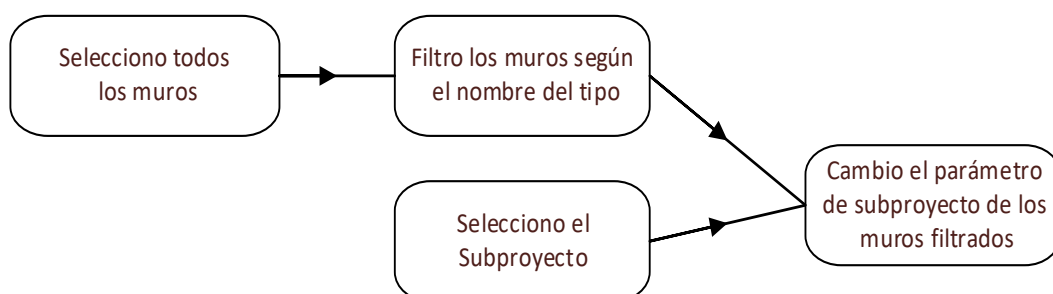 Selecciono todos
los muros
Filtro los muros según
el nombre del tipo
Selecciono el
Subproyecto
Cambio el parámetro
de subproyecto de los
muros filtrados